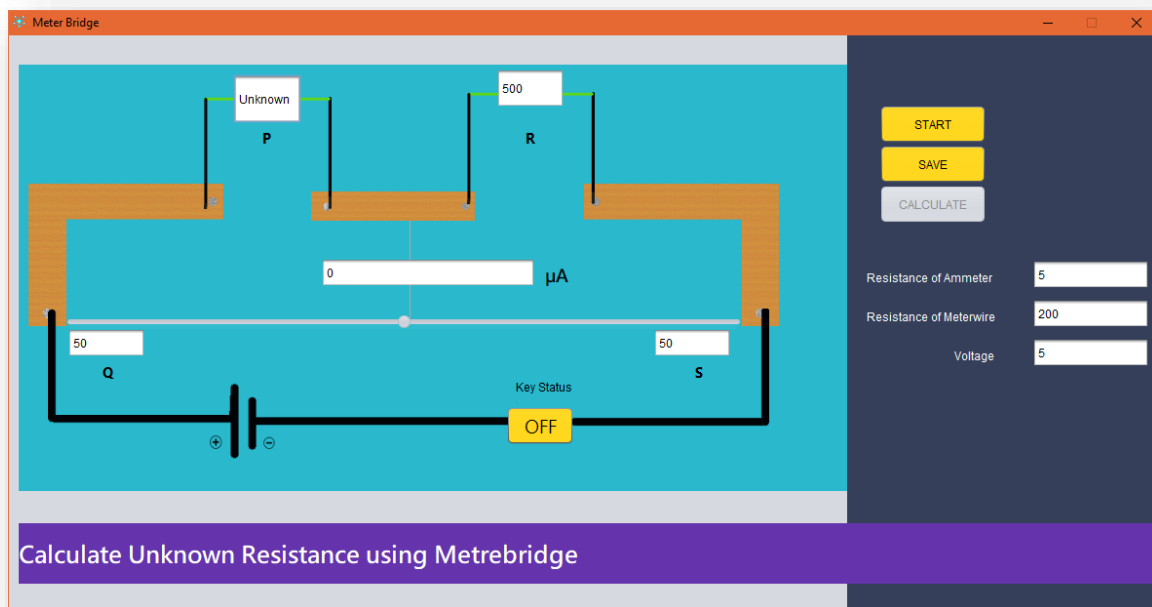 Meter Bridge
Unknown
P
500
R
START
SAVE
CALCULATE
0
µA
Resistance of Ammeter
5
Resistance of Meterwire
200
Voltage
5
50
Q
50
S
Key Status
OFF
Calculate Unknown Resistance using Metrebridge